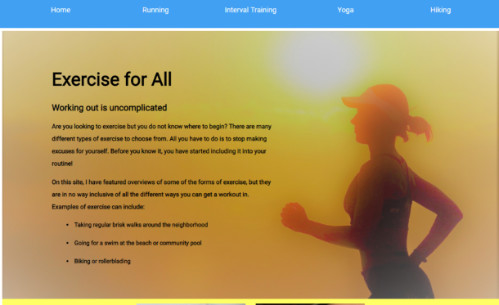 Home Running Interval Training Yoga Hiking
Exercise for All
Working out is uncomplicated
Are you looking to exercise but you do not know where to begin? There are many
different types of exercise to choose from. All you have to do is to stop making
excuses for yourself. Before you know it, you have started including it into your
routine!
On this site, I have featured overviews of some of the forms of exercise, but they
are in no way inclusive of all the different ways you can get a workout in.
Examples of exercise can include:
• Taking regular brisk walks around the neighborhood
• Going for a swim at the beach or community pool
• Biking or rollerblading